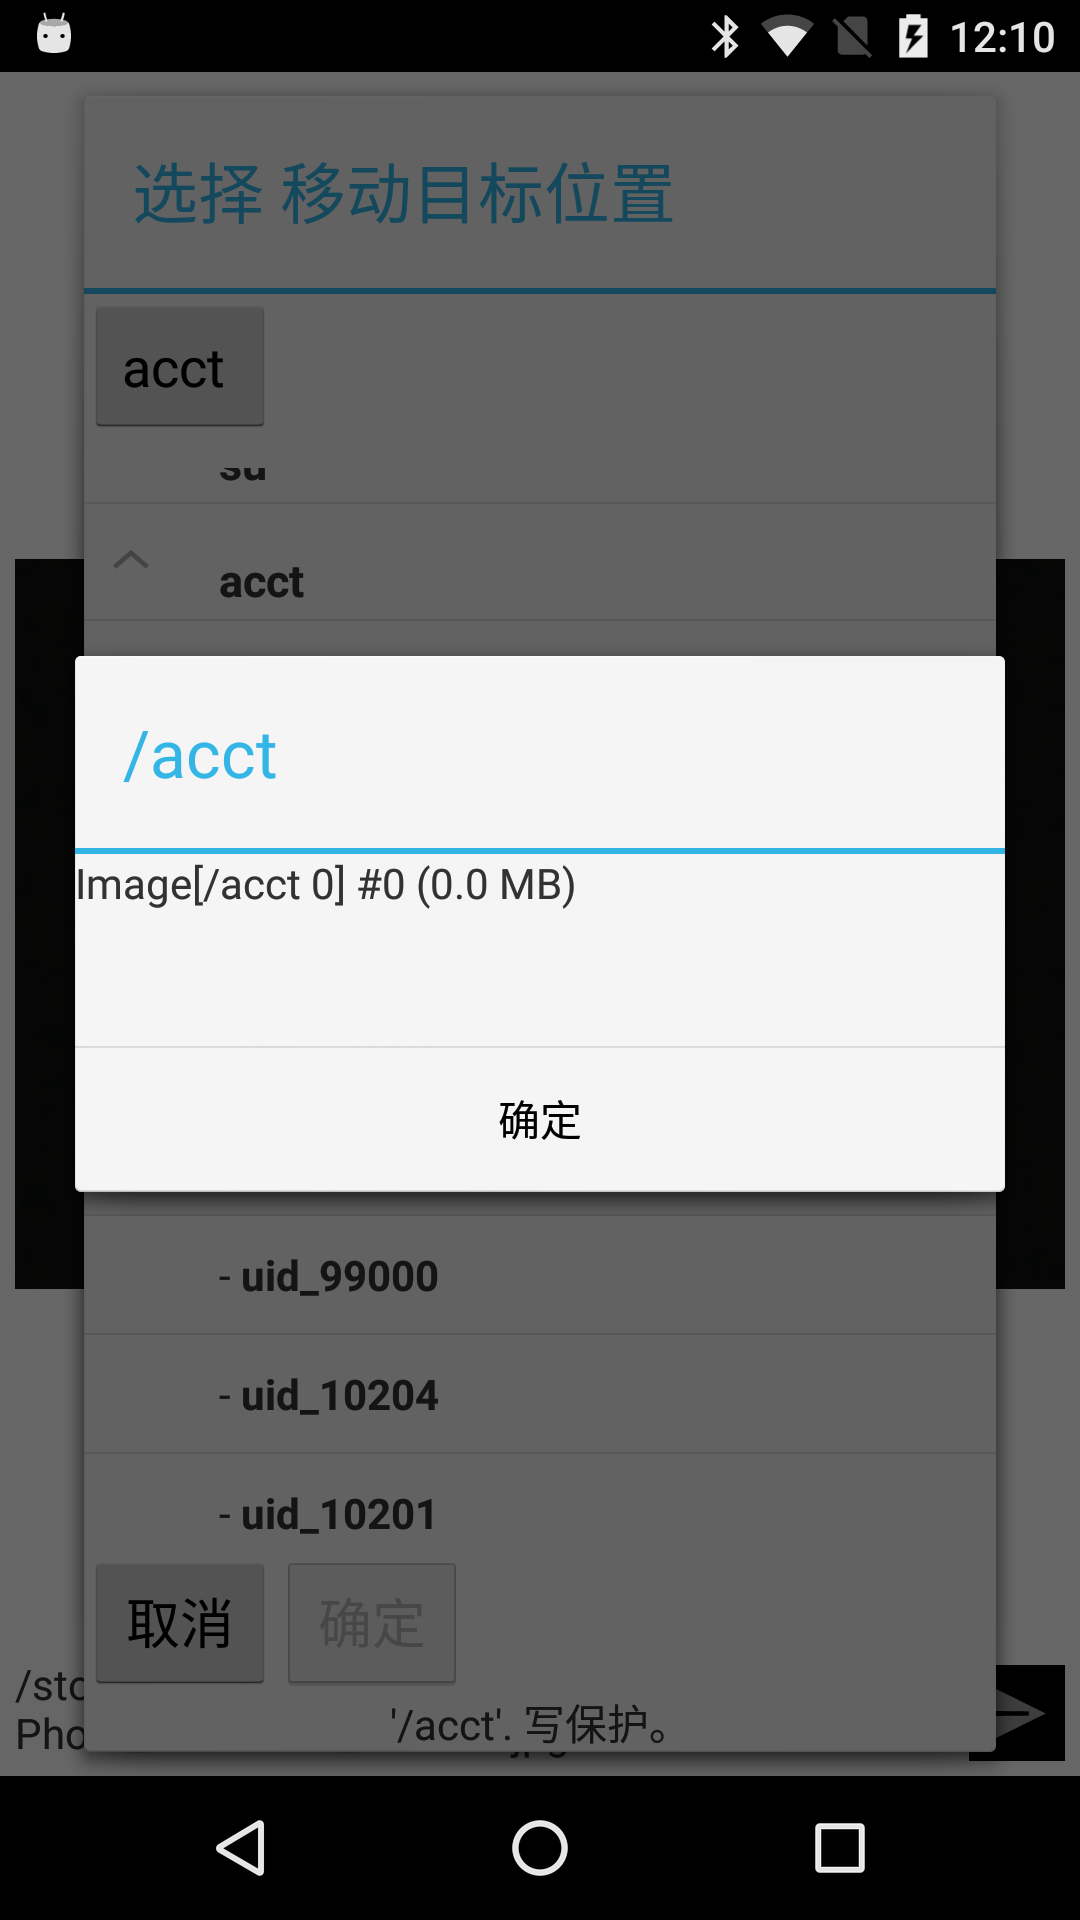 12:10
选择 移动目标位置
acct
su
acct
/acct
Image[/acct 0] #0 (0.0 MB)
确定
- uid_99000
- uid_10204
- uid_10201
取消 确定
/sto
Pho
'/acct'. 写保护。